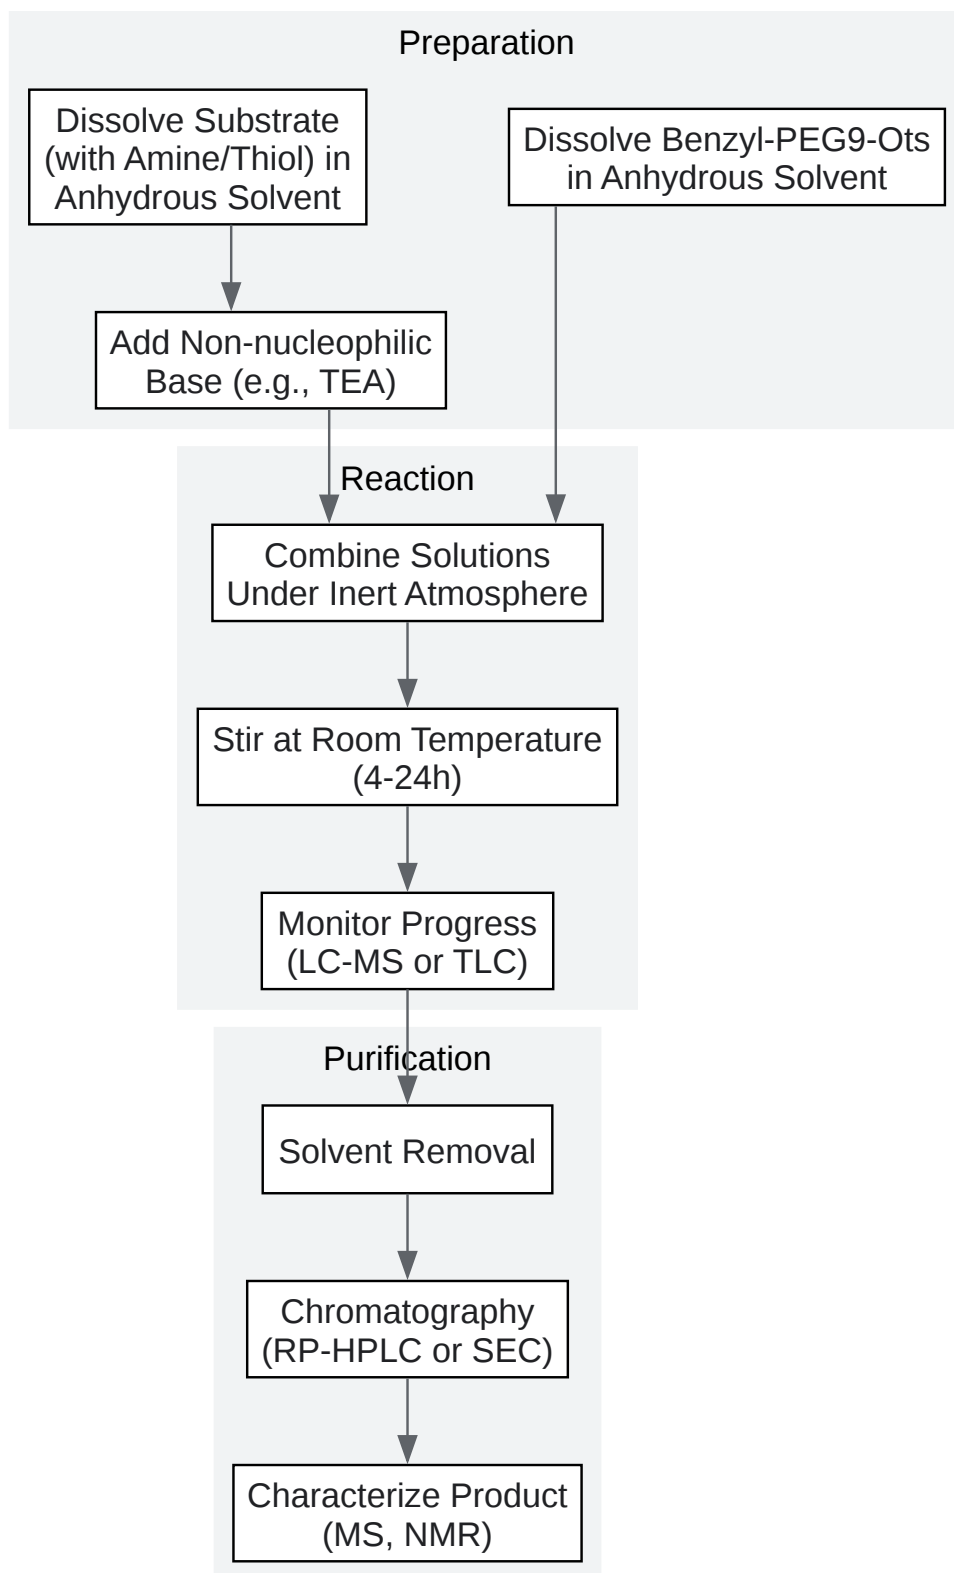 Preparation
Dissolve Substrate
(with Amine/Thiol) in
Anhydrous Solvent
Dissolve Benzyl-PEG9-Ots
in Anhydrous Solvent
Add Non-nucleophilic
Base (e.g., TEA)
Reaction
Combine Solutions
Under Inert Atmosphere
Stir at Room Temperature
(4-24h)
Monitor Progress
(LC-MS or TLC)
Purification
Solvent Removal
Chromatography
(RP-HPLC or SEC)
Characterize Product
(MS, NMR)